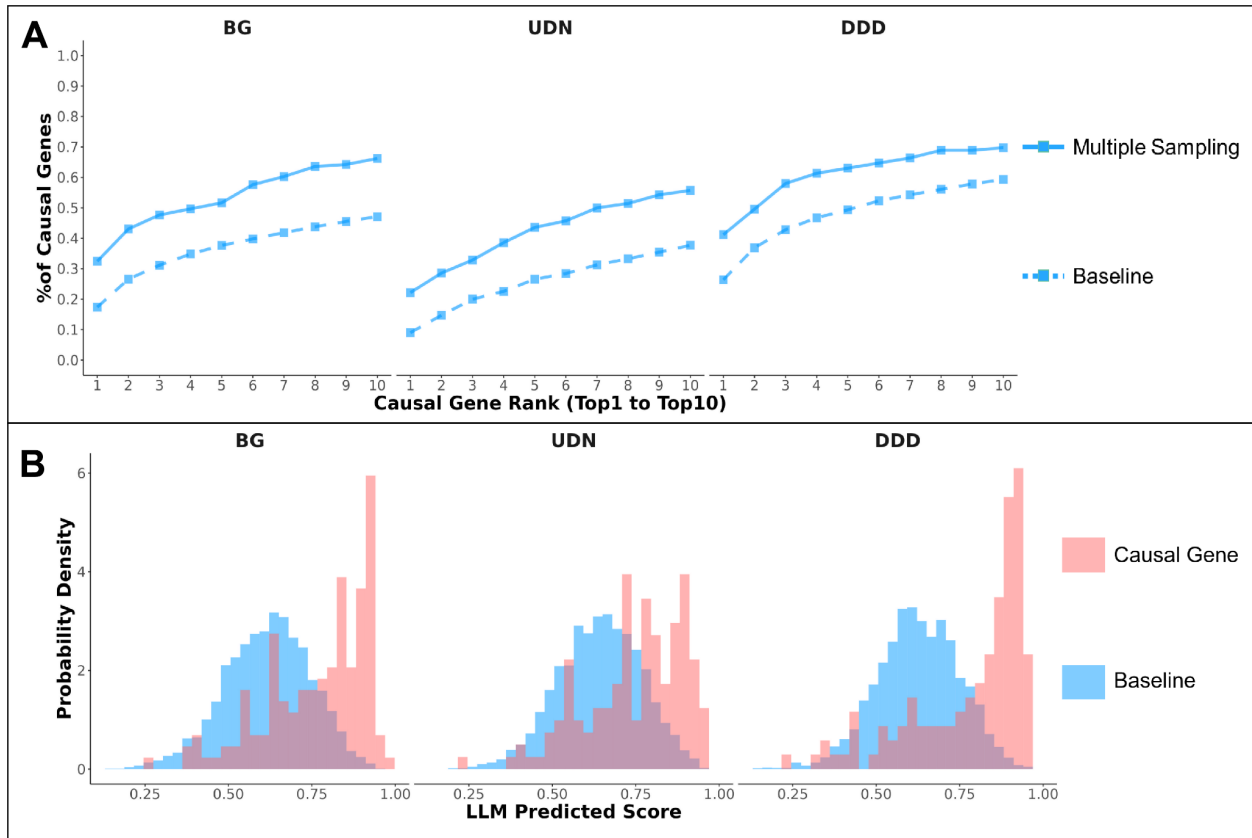 A
BG UDN DDD
1.0
0.9
0.8
0.7
0.6
0.5
0.4
0.3
0.2
0.1
0.0
%of Causal Genes
Multiple Sampling
Baseline
1 2 3 4 5 6 7 8 9 10 1 2 3 4 5 6 7 8 9 10 1 2 3 4 5 6 7 8 9 10
Causal Gene Rank (Top1 to Top10)
B
BG UDN DDD
6
4
2
0
Probability Density
Causal Gene
Baseline
0.25 0.50 0.75 1.00 0.25 0.50 0.75 1.00 0.25 0.50 0.75 1.00
LLM Predicted Score